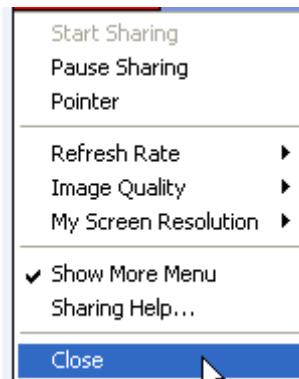 Start Sharing
Pause Sharing
Pointer
Refresh Rate
Image Quality
My Screen Resolution
Show More Menu
Sharing Help...
Close